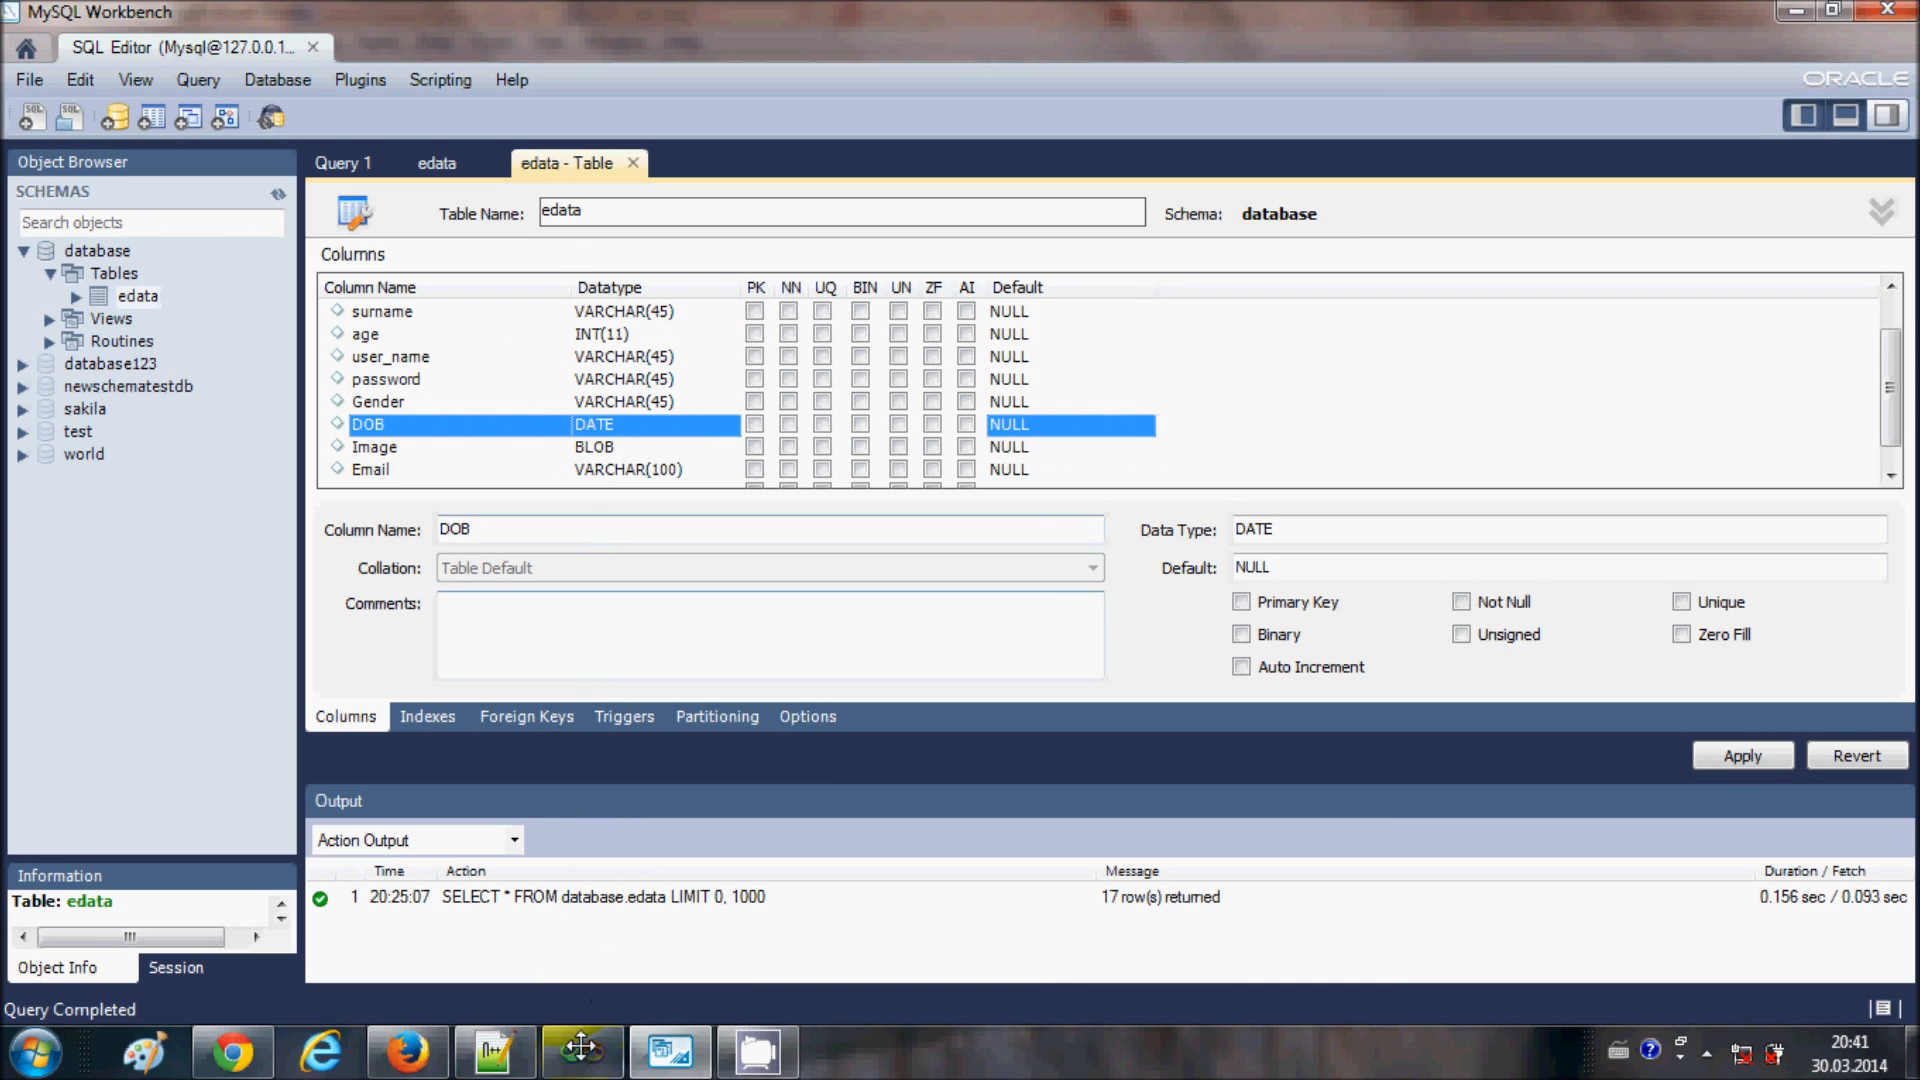 MySQL Workbench
SQL Editor (Mysql@127.0.0.1...
File Edit View Query Database Plugins Scripting Help
ORACLE
SQL SQL
Object Browser
SCHEMAS
Search objects
database
Tables
edata
Views
Routines
database123
newschematestdb
sakila
test
world
Query 1 edata edata - Table
Table Name: edata Schema: database
Columns
Column Name Datatype PK NN UQ BIN UN ZF AI Default
surname VARCHAR(45) NULL
age INT(11) NULL
user_name VARCHAR(45) NULL
password VARCHAR(45) NULL
Gender VARCHAR(45) NULL
DOB DATE NULL
Image BLOB NULL
Email VARCHAR(100) NULL
Column Name: DOB Data Type: DATE
Collation: Table Default Default: NULL
Comments:
Primary Key Not Null Unique
Binary Unsigned Zero Fill
Auto Increment
Columns Indexes Foreign Keys Triggers Partitioning Options
Apply Revert
Output
Action Output
Time Action Message Duration / Fetch
1 20:25:07 SELECT * FROM database.edata LIMIT 0, 1000 17 row(s) returned 0.156 sec / 0.093 sec
Information
Table: edata
Object Info Session
Query Completed
20:41
30.03.2014